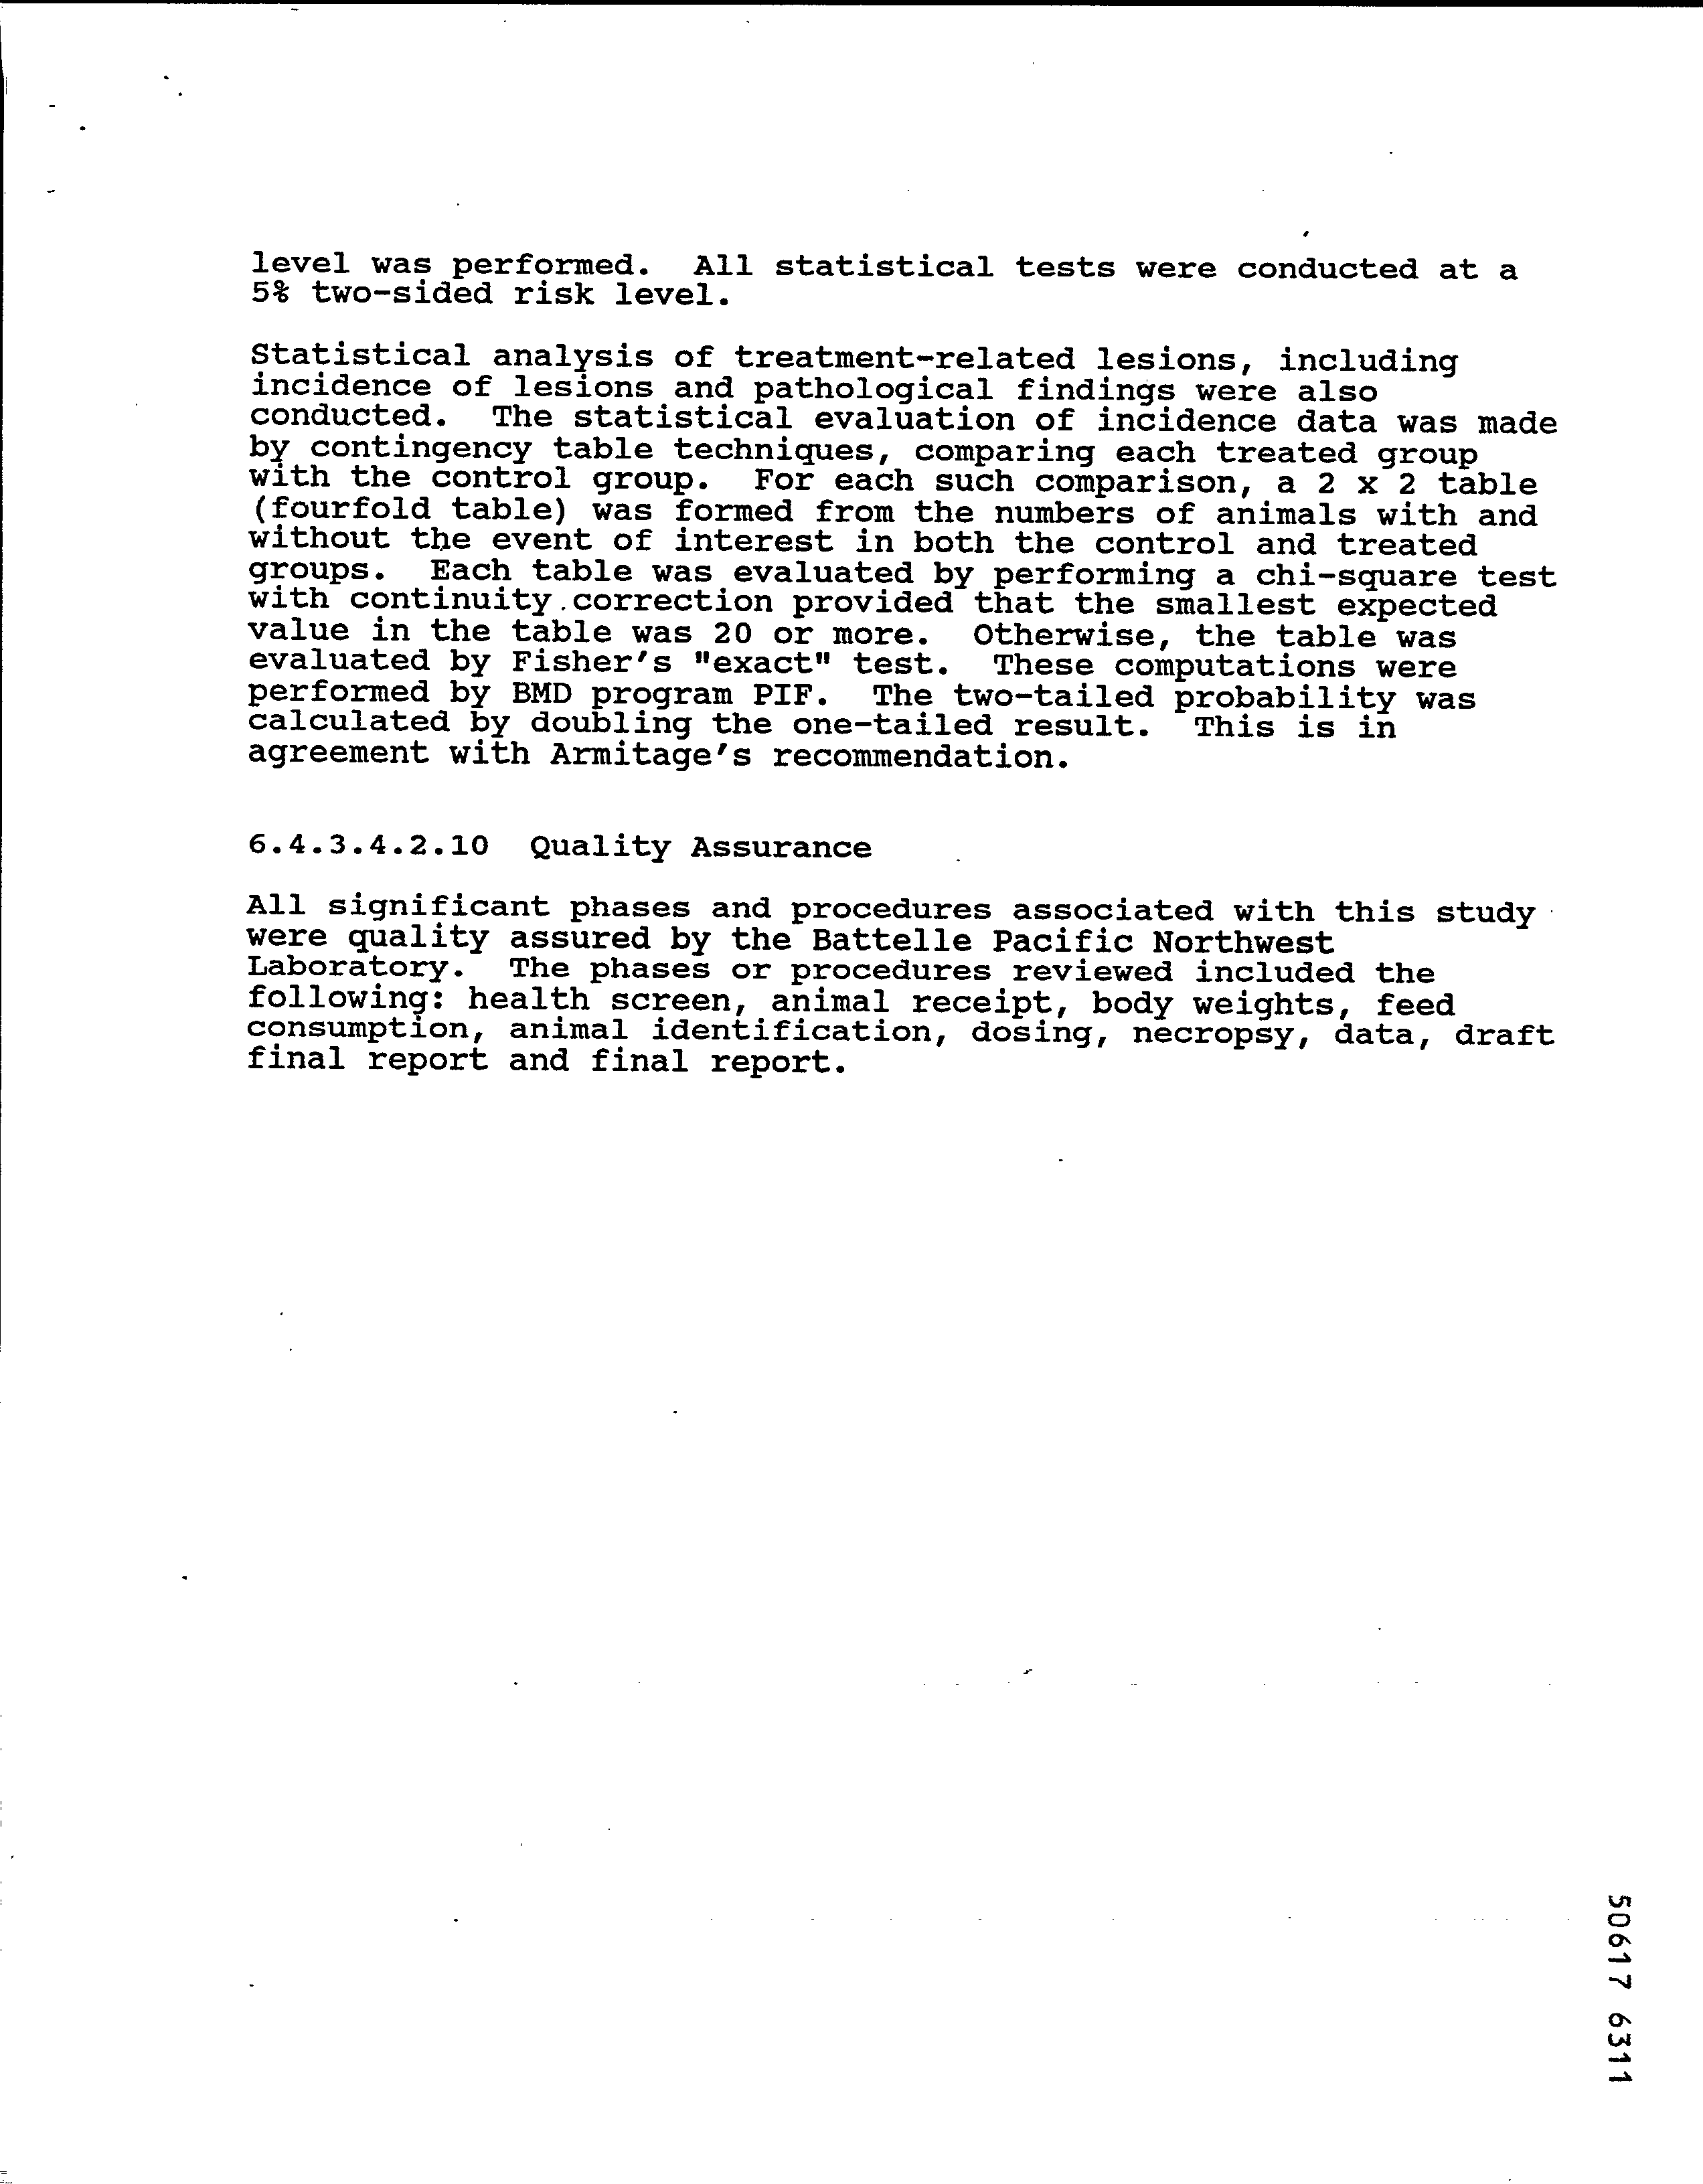 level was performed.  All statistical tests were conducted at a
5% two-sided risk level.
Statistical analysis of treatment-related lesions, including
incidence of lesions and pathological findings were also
conducted.  The statistical evaluation of incidence data was made
by contingency table techniques, comparing each treated group
with the control group.  For each such comparison, a 2 x 2 table
(fourfold table) was formed from the numbers of animals with and
without the event of interest in both the control and treated
groups.  Each table was evaluated by performing a chi-square test
with continuity correction provided that the smallest expected
value in the table was 20 or more.  Otherwise, the table was
evaluated by Fisher's "exact" test.  These computations were
performed by BMD program PIF.  The two-tailed probability was
calculated by doubling the one-tailed result.  This is in
agreement with Armitage's recommendation.
6.4.3.4.2.10  Quality Assurance
All significant phases and procedures associated with this study
were quality assured by the Battelle Pacific Northwest
Laboratory.  The phases or procedures reviewed included the
following: health screen, animal receipt, body weights, feed
consumption, animal identification, dosing, necropsy, data, draft
final report and final report.
50617 6311